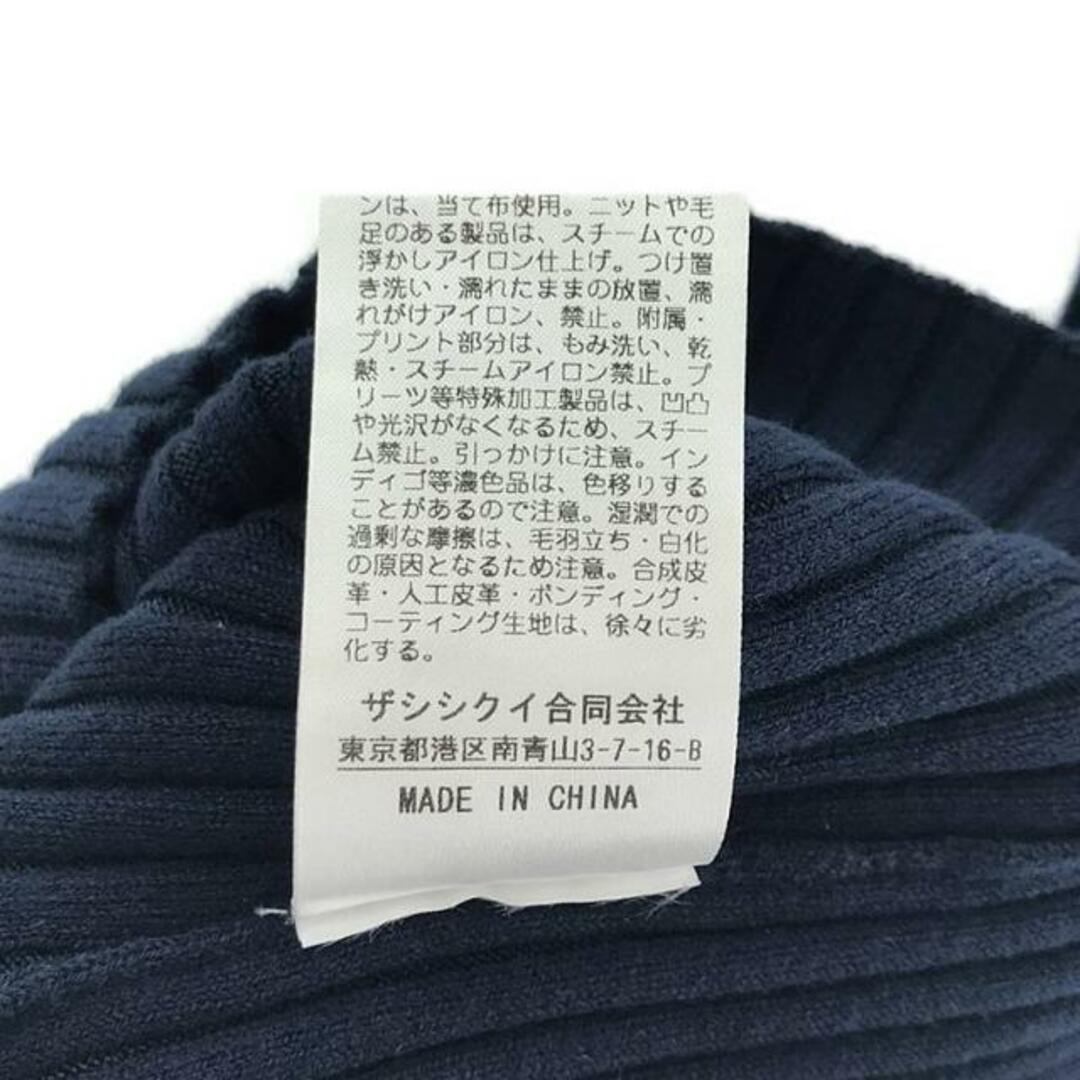 ンは、当て布使用。ニットや毛
足のある製品は、スチームでの
浮かしアイロン仕上げ。つけ置
き洗い・濡れたままの放置、濡
れがけアイロン、禁止。附属・
プリント部分は、もみ洗い、乾
熱・スチームアイロン禁止。プ
リーツ等特殊加工製品は、凹凸
や光沢がなくなるため、スチー
ム禁止。引っかけに注意。イン
ディゴ等濃色品は、色移りする
ことがあるので注意。湿潤での
過剰な摩擦は、毛羽立ち・白化
の原因となるため注意。合成皮
革・人工皮革・ボンディング・
コーティング生地は、徐々に劣
化する。
ザシシクイ合同会社
東京都港区南青山3-7-16-B
MADE IN CHINA